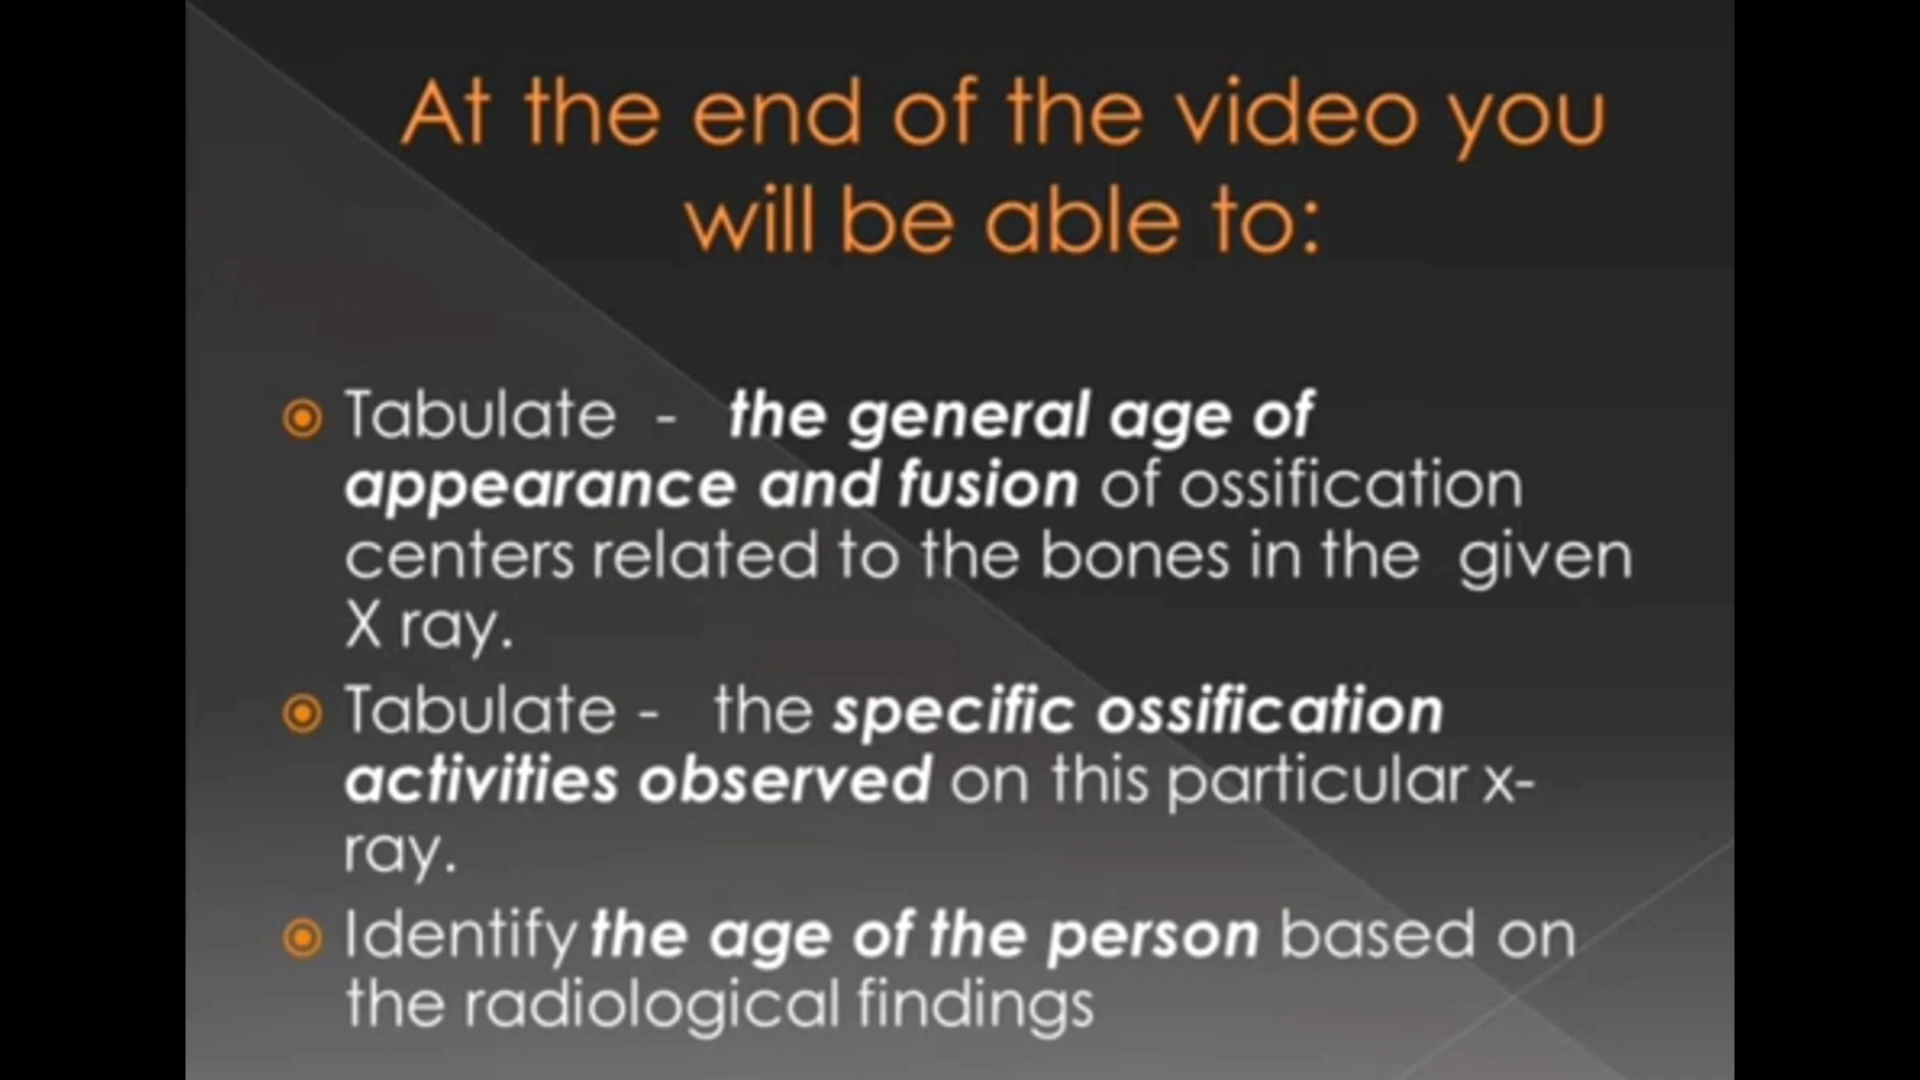 At the end of the video you
will be able to:
Tabulate - the general age of
appearance and fusion of ossification
centers related to the bones in the given
X ray.
Tabulate - the specific ossification
activities observed on this particular x-
ray.
Identify the age of the person based on
the radiological findings